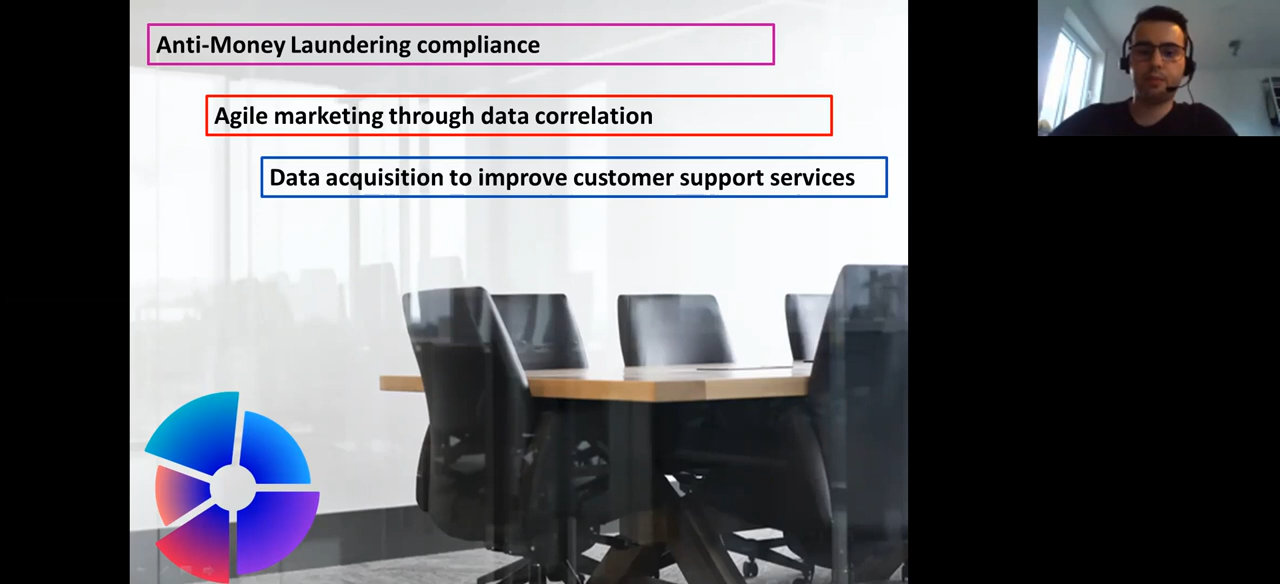 Anti-Money Laundering compliance
Agile marketing through data correlation
Data acquisition to improve customer support services